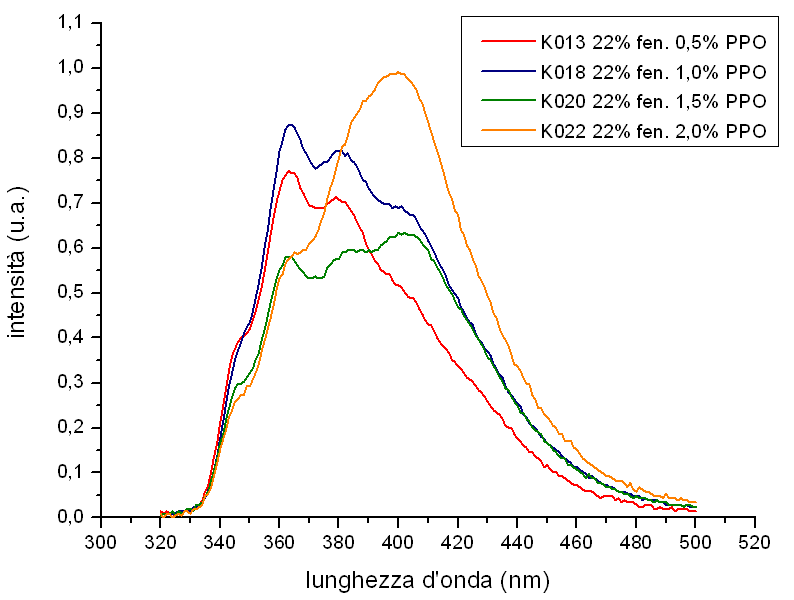 1,1
1,0
0,9
0,8
0,7
0,6
0,5
0,4
0,3
0,2
0,1
0,0
intensità (u.a.)
K013 22% fen. 0,5% PPO
K018 22% fen. 1,0% PPO
K020 22% fen. 1,5% PPO
K022 22% fen. 2,0% PPO
300 320 340 360 380 400 420 440 460 480 500 520
lunghezza d'onda (nm)